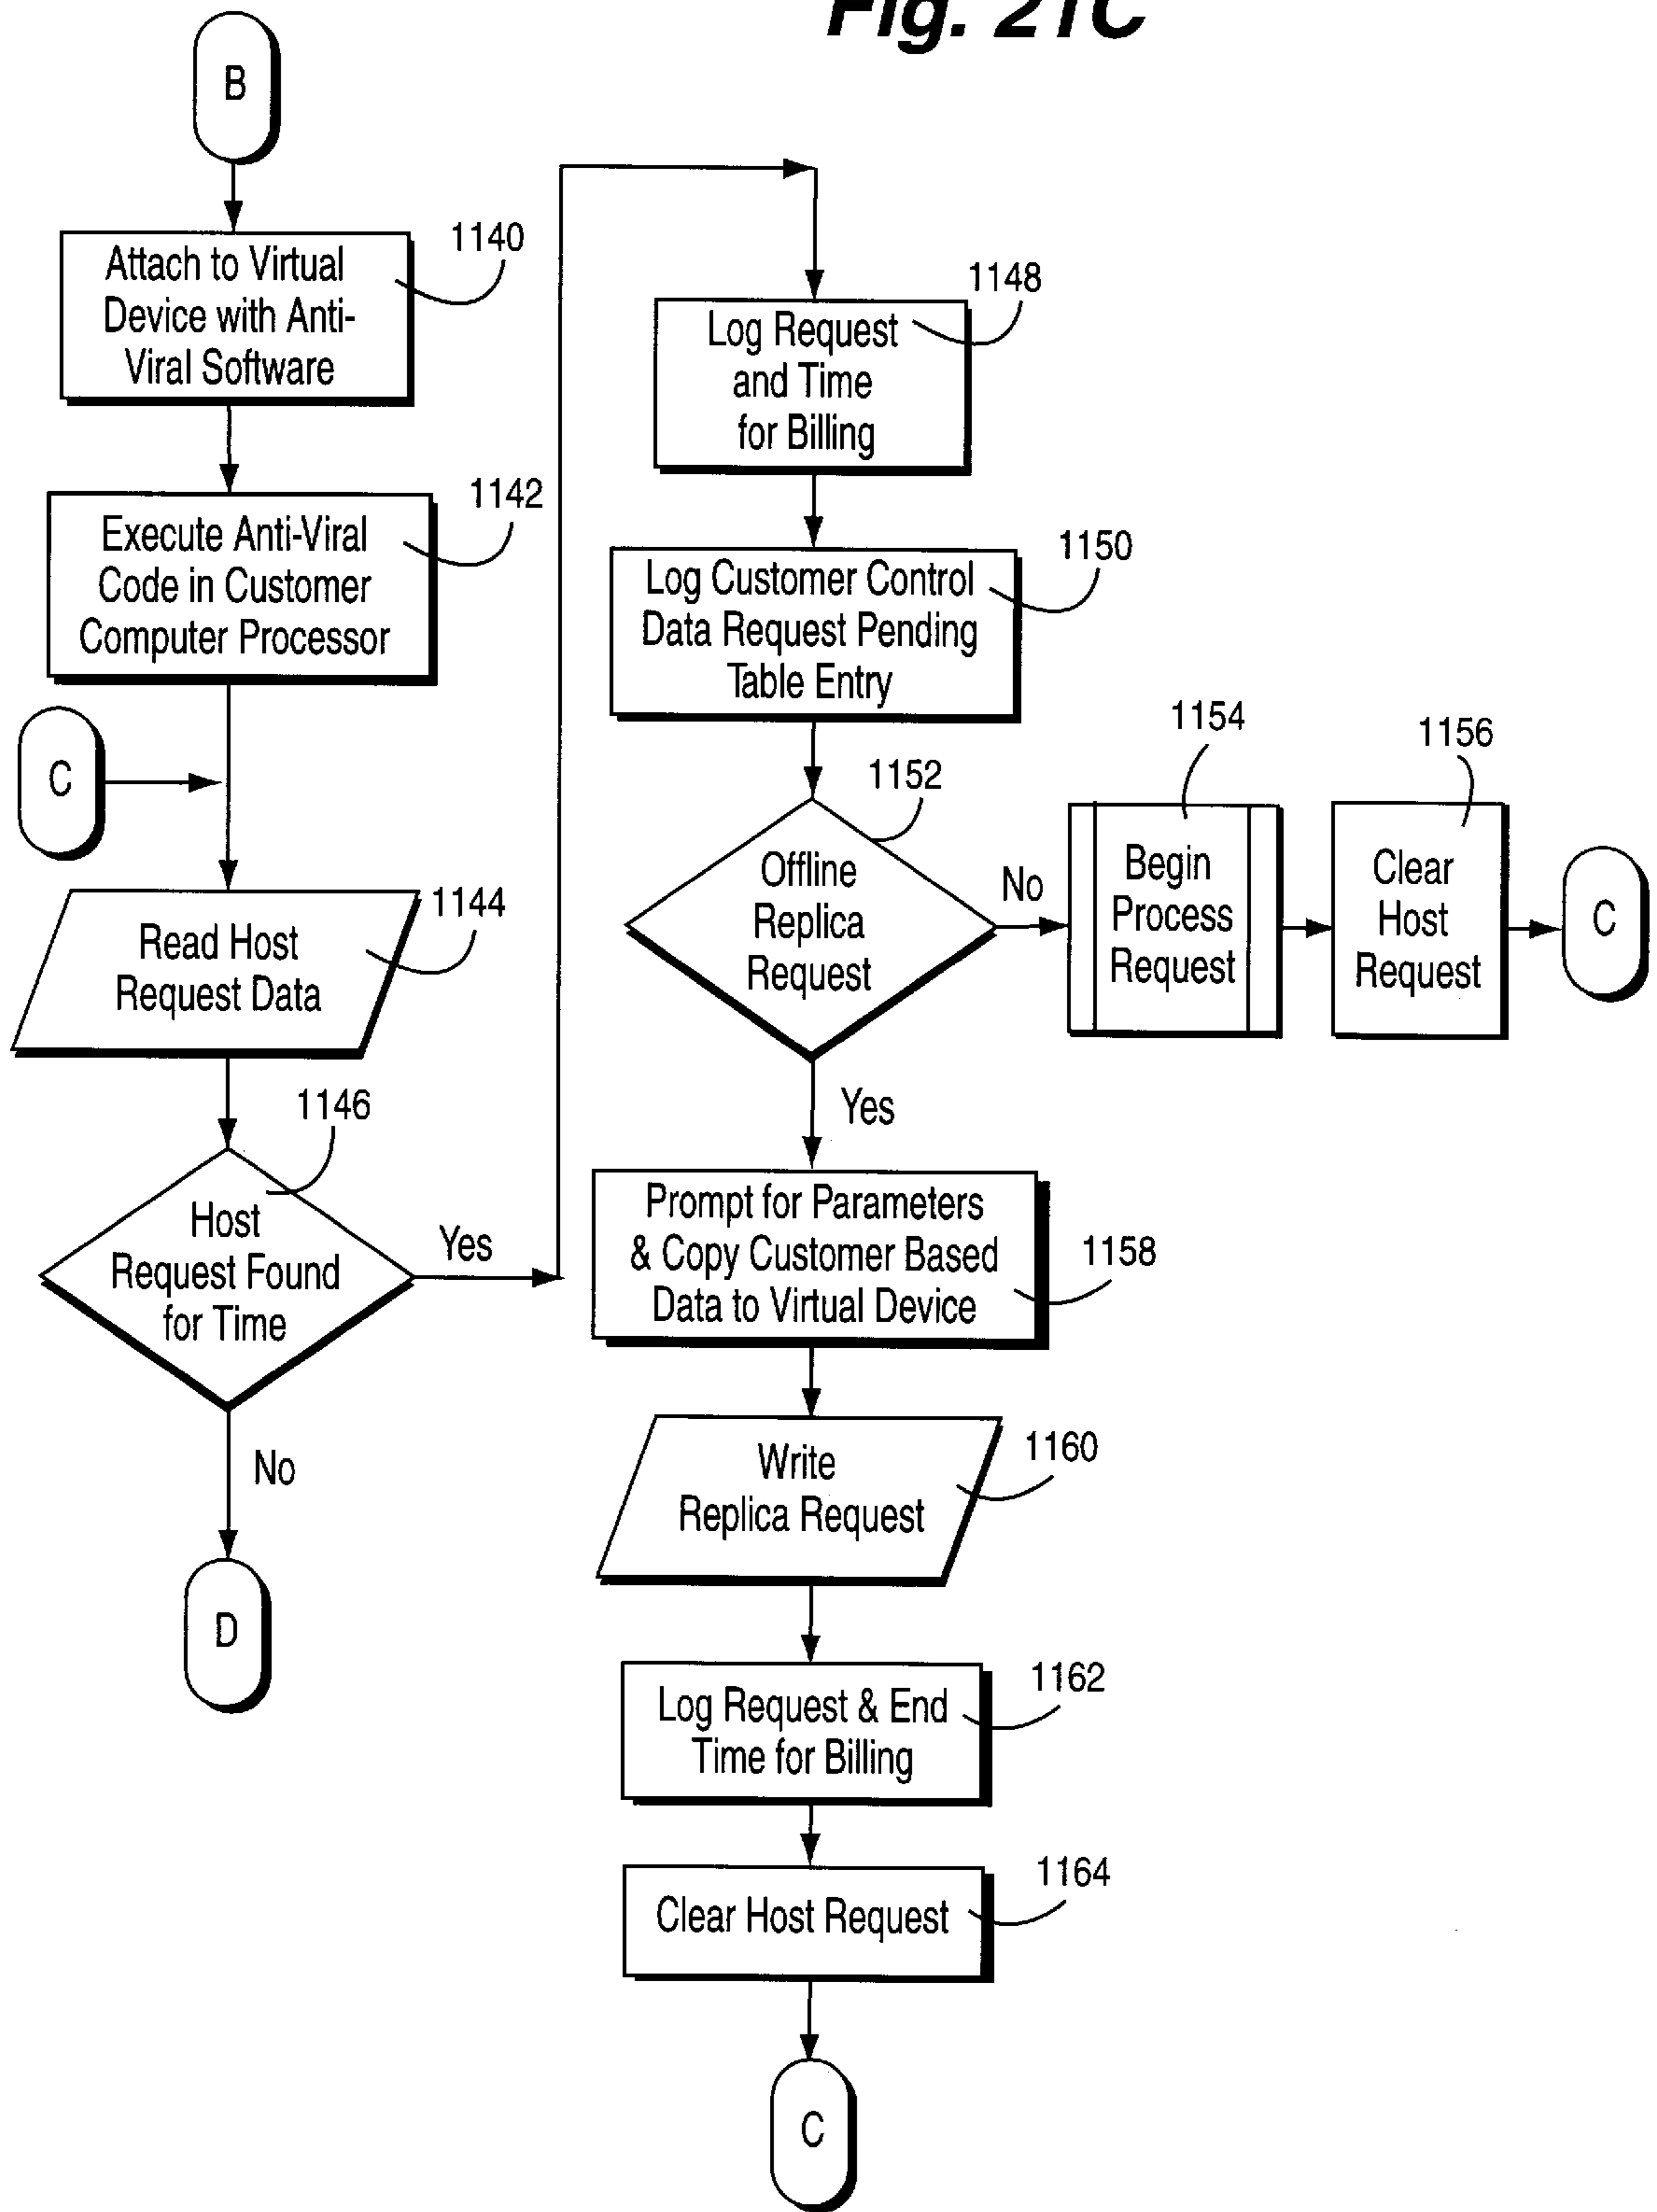 Fig. 21C
B
1140
Attach to Virtual
Device with Anti-
Viral Software
1142
Execute Anti-Viral
Code in Customer
Computer Processor
C
1144
Read Host
Request Data
1146
Host
Request Found
for Time
Yes
No
D
1148
Log Request
and Time
for Billing
1150
Log Customer Control
Data Request Pending
Table Entry
1152
Offline
Replica
Request
No
1154
Begin
Process
Request
1156
Clear
Host
Request
C
Yes
Prompt for Parameters
& Copy Customer Based
Data to Virtual Device
1158
Write
Replica Request
1160
Log Request & End
Time for Billing
1162
Clear Host Request
1164
C